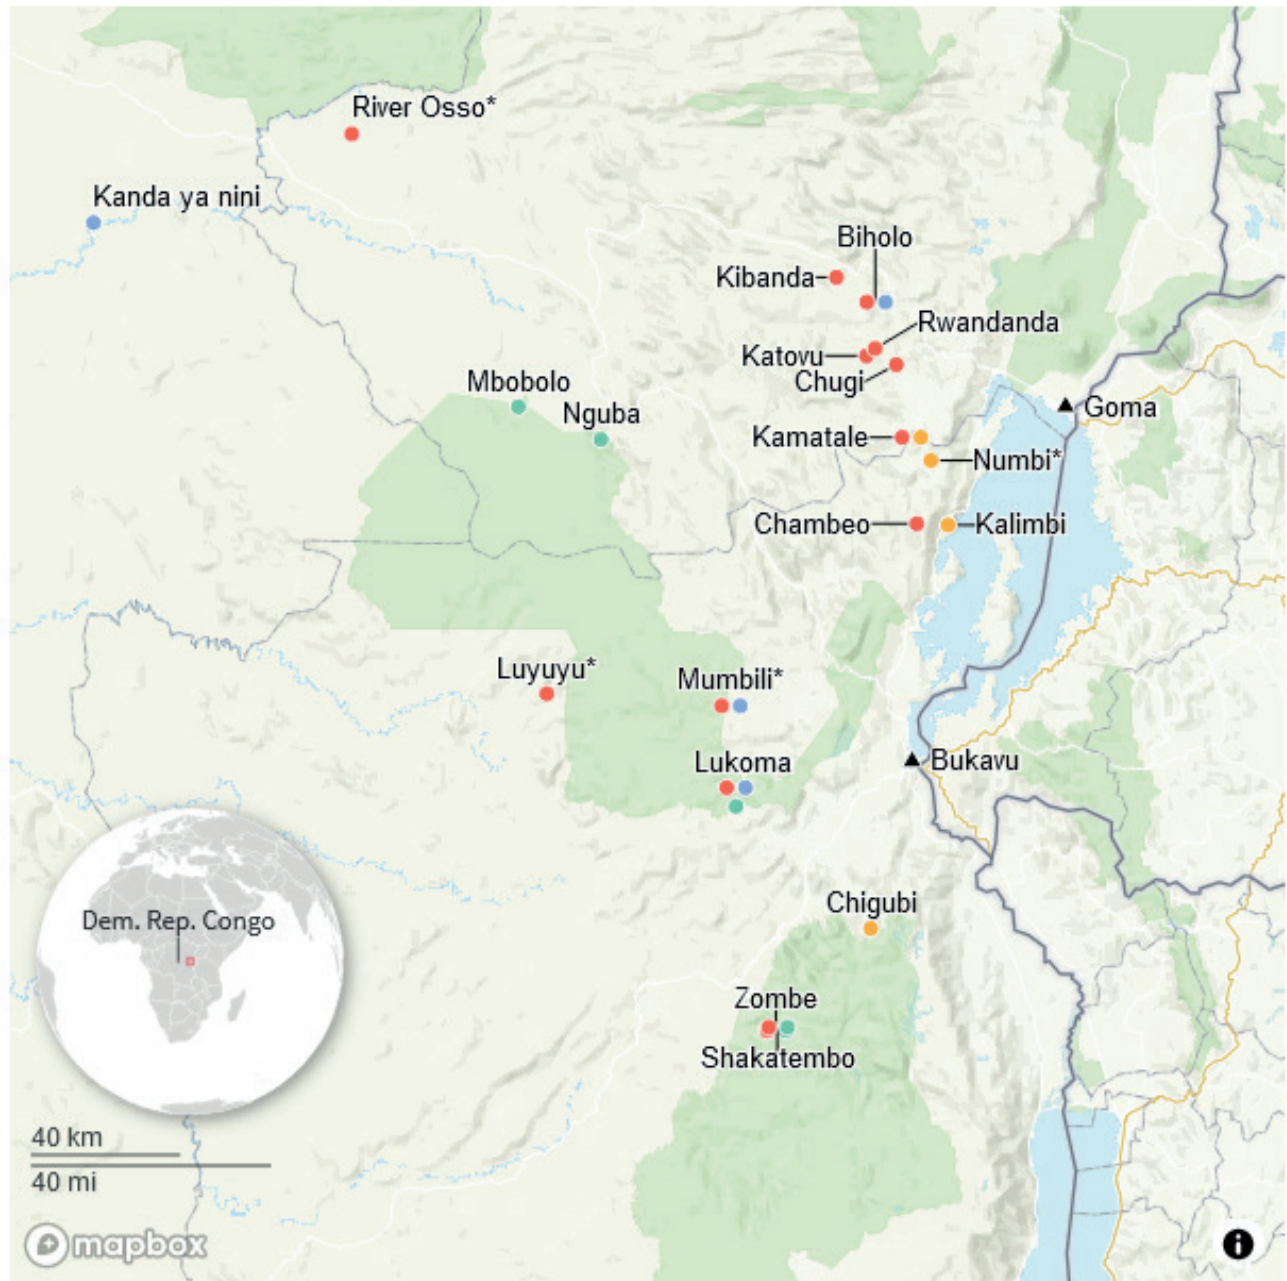 River Osso*
Kanda ya nini
Biholo
Kibanda
Rwandanda
Katovu
Chugi
Mbobolo
Goma
Nguba
Kamatale
Numbi*
Chambeo
Kalimbi
Luyuyu*
Mumbili*
Lukoma
Bukavu
Chigubi
Dem. Rep. Congo
Zombe
Shakatembo
40 km
40 mi
mapbox